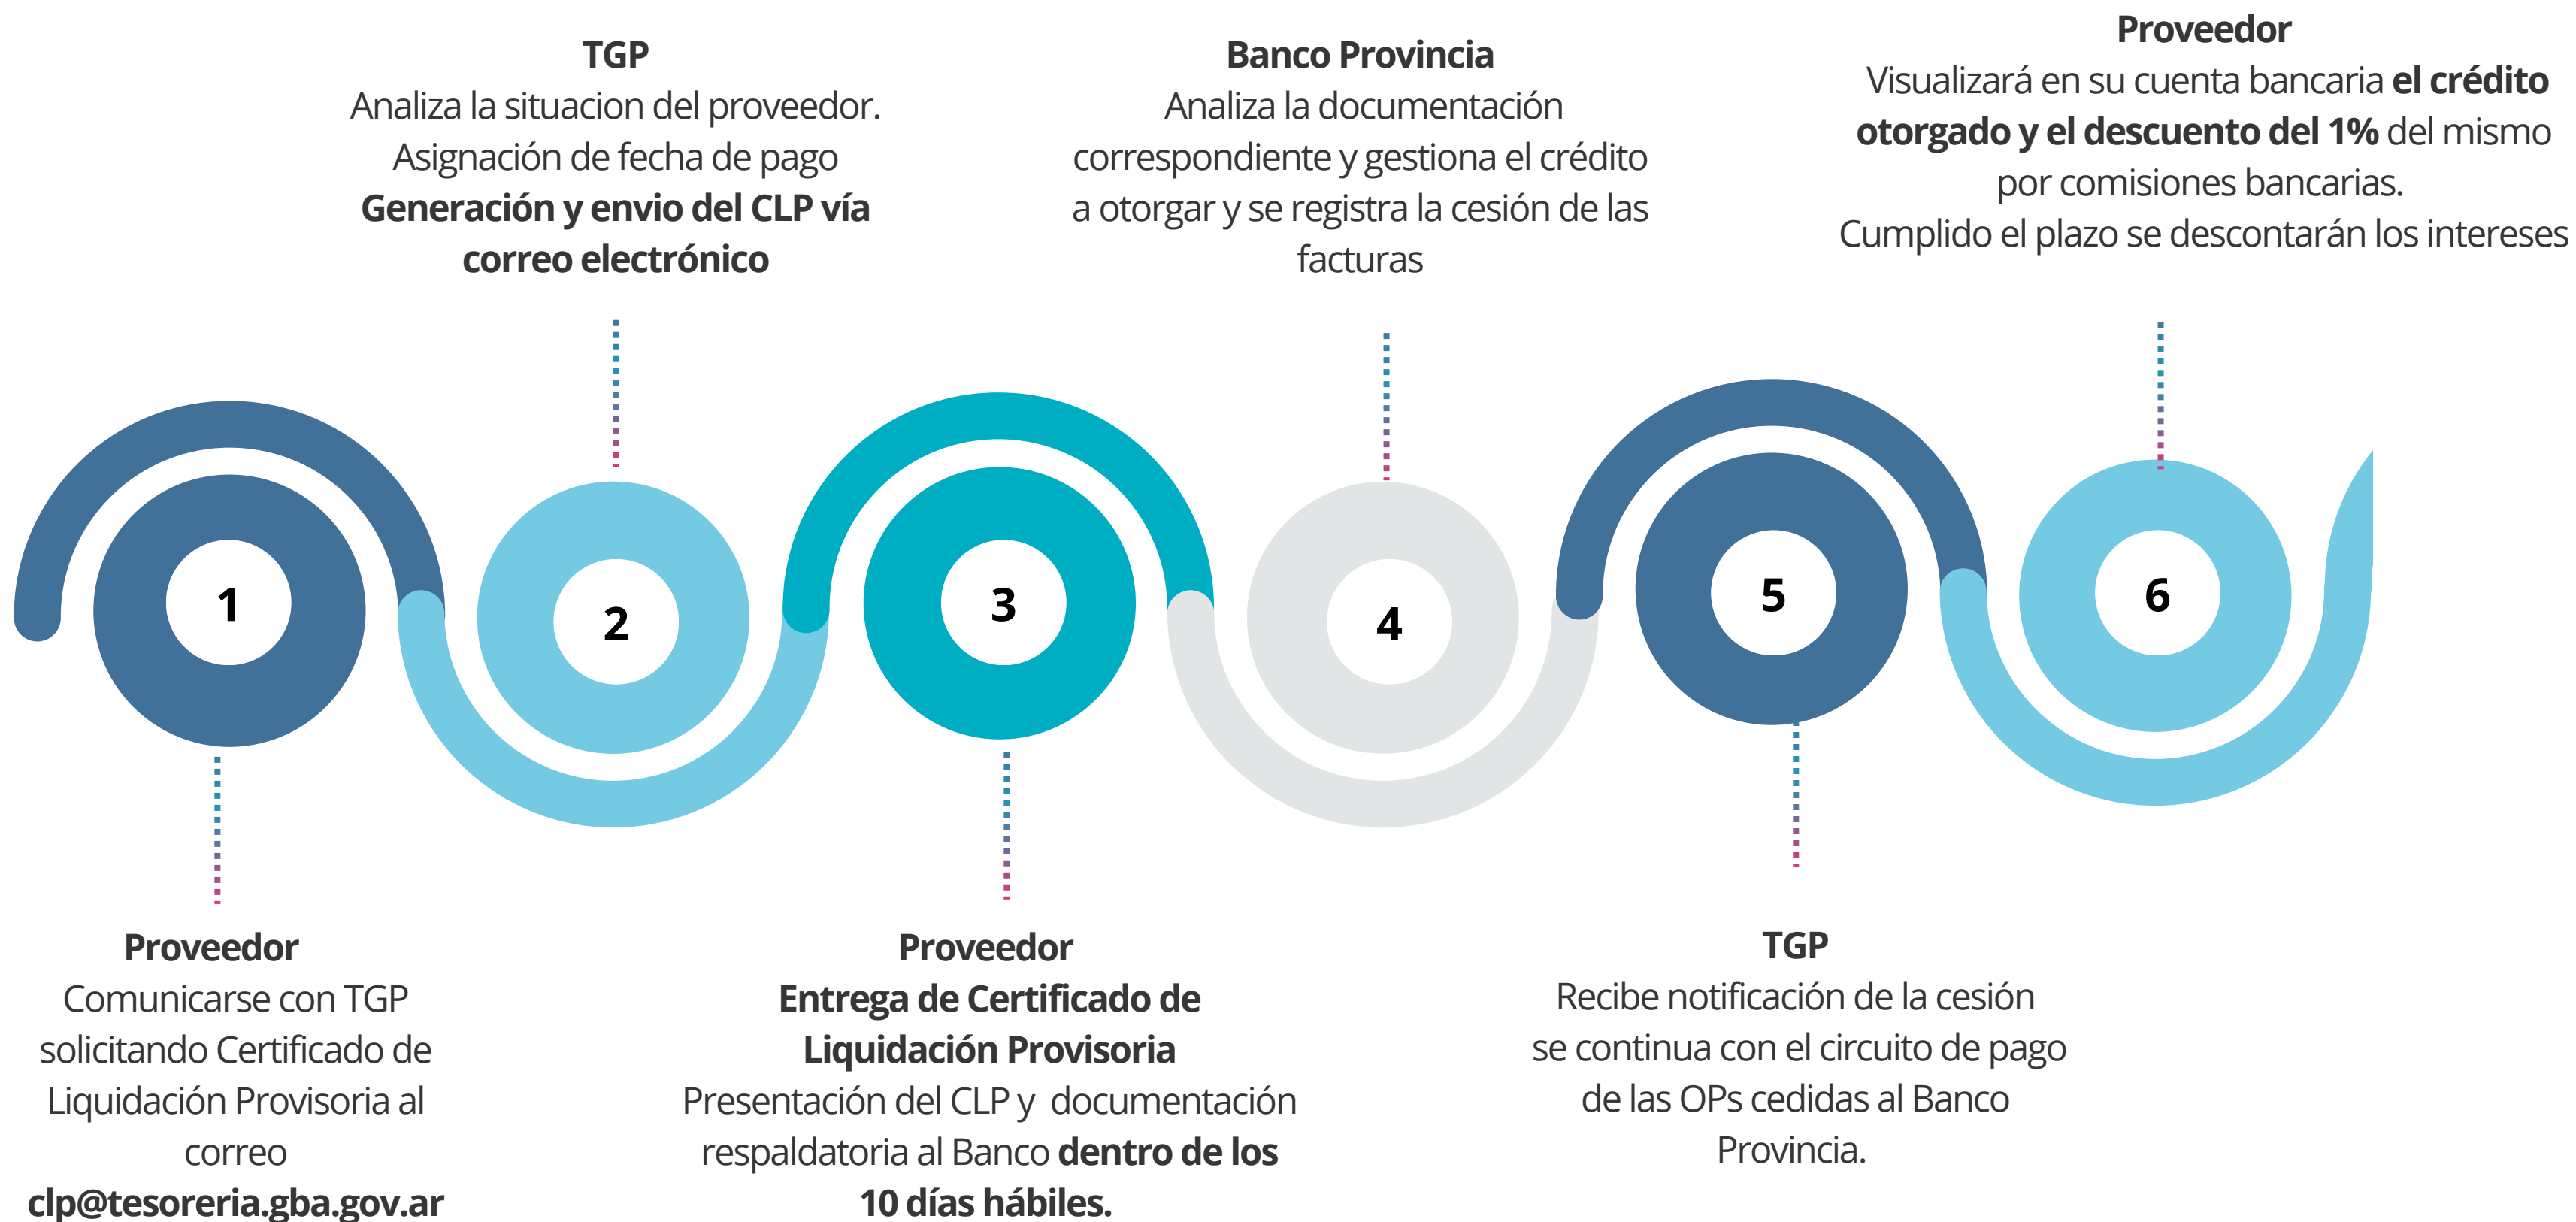 1
Proveedor
Comunicarse con TGP
solicitando Certificado de
Liquidación Provisoria al
correo
clp@tesoreria.gba.gov.ar
2
TGP
Analiza la situacion del proveedor.
Asignación de fecha de pago
Generación y envio del CLP vía
correo electrónico
3
Proveedor
Entrega de Certificado de
Liquidación Provisoria
Presentación del CLP y documentación
respaldatoria al Banco dentro de los
10 días hábiles.
4
Banco Provincia
Analiza la documentación
correspondiente y gestiona el crédito
a otorgar y se registra la cesión de las
facturas
5
TGP
Recibe notificación de la cesión
se continua con el circuito de pago
de las OPs cedidas al Banco
Provincia.
6
Proveedor
Visualizará en su cuenta bancaria el crédito
otorgado y el descuento del 1% del mismo
por comisiones bancarias.
Cumplido el plazo se descontarán los intereses